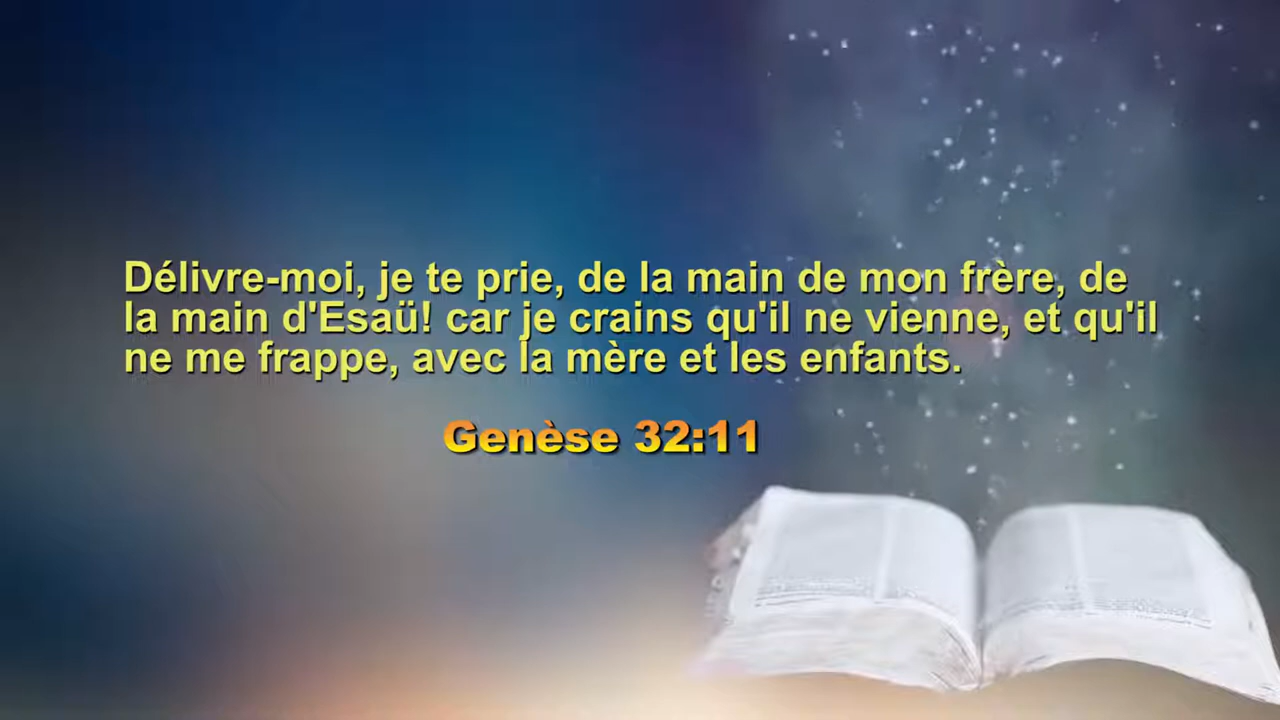 Délivre-moi, je te prie, de la main de mon frère, de
la main d'Esaü! car je crains qu'il ne vienne, et qu'il
ne me frappe, avec la mère et les enfants.
Genèse 32:11